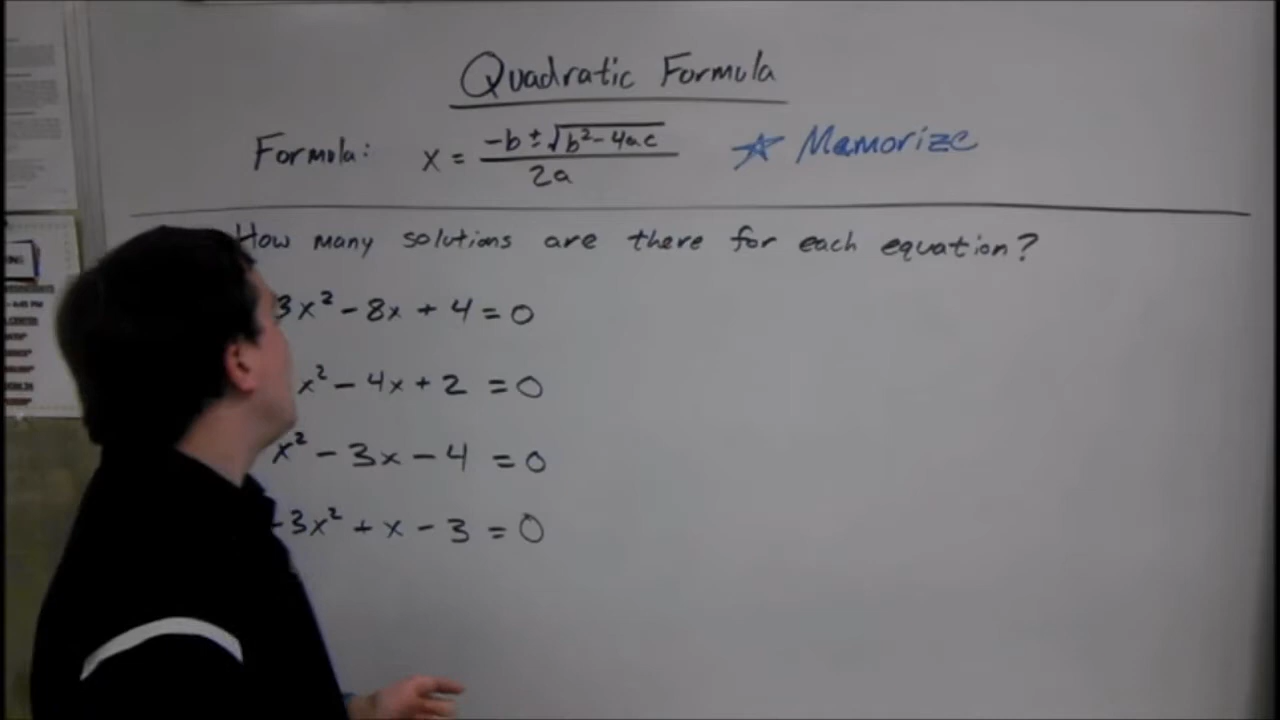 Quadratic Formula
Formula: x = -b ± √b² - 4ac / 2a ☆ Memorize
How many solutions are there for each equation?
3x² - 8x + 4 = 0
x² - 4x + 2 = 0
x² - 3x - 4 = 0
-3x² + x - 3 = 0